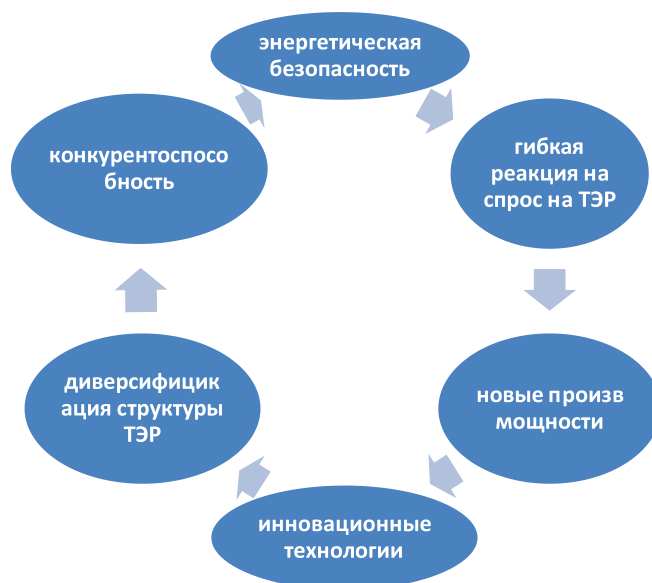 энергетическая
безопасность
гибкая
реакция на
спрос на ТЭР
новые произв
мощности
инновационные
технологии
диверсифицик
ация структуры
ТЭР
конкурентоспосо
бность